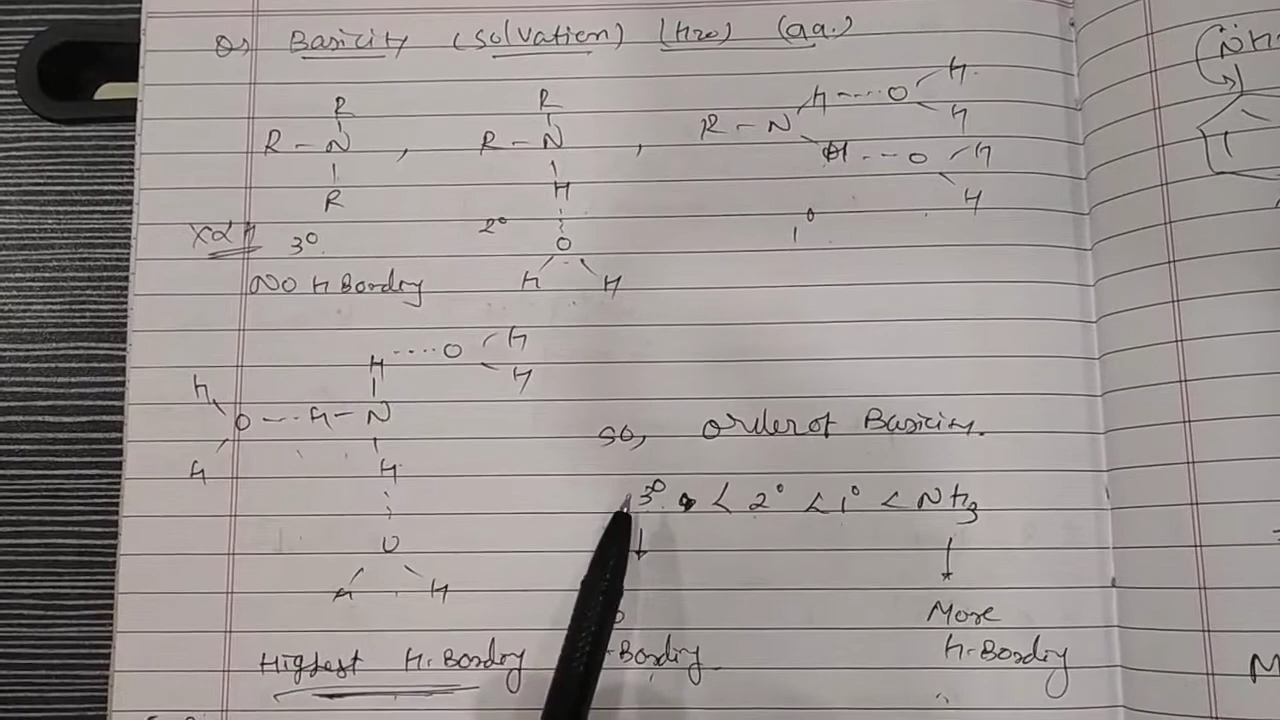 Q) Basicity (Solvation) (H2O) (aq.)
R R H
R – N , R – N , R – N H ---- O H
R H H --- O H
H
X α H 3° 2° O 1°
NO H Bonding H H
H ---- O H
H
H O --- H – N
H H
So, order of Basicity.
3° < 2° < 1° < NH3
O
H H More
Highest H-Bonding -Bonding H-Bonding
NH
M